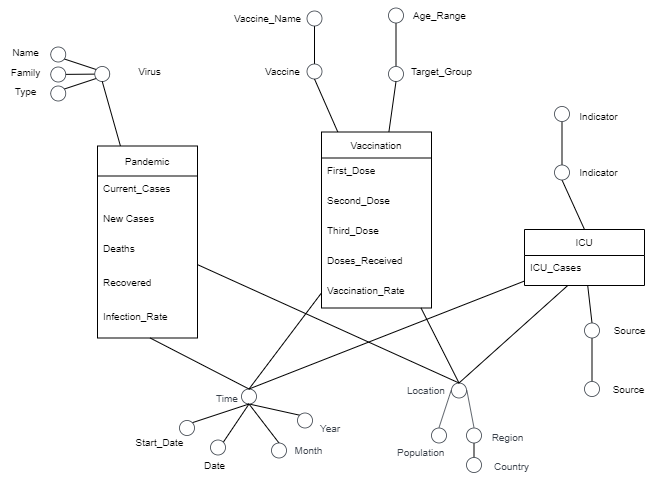 Name
Family
Type
Virus
Vaccine_Name
Vaccine
Age_Range
Target_Group
Indicator
Indicator
Pandemic
Current_Cases
New Cases
Deaths
Recovered
Infection_Rate
Vaccination
First_Dose
Second_Dose
Third_Dose
Doses_Received
Vaccination_Rate
ICU
ICU_Cases
Source
Source
Time
Start_Date
Date
Month
Year
Location
Population
Region
Country